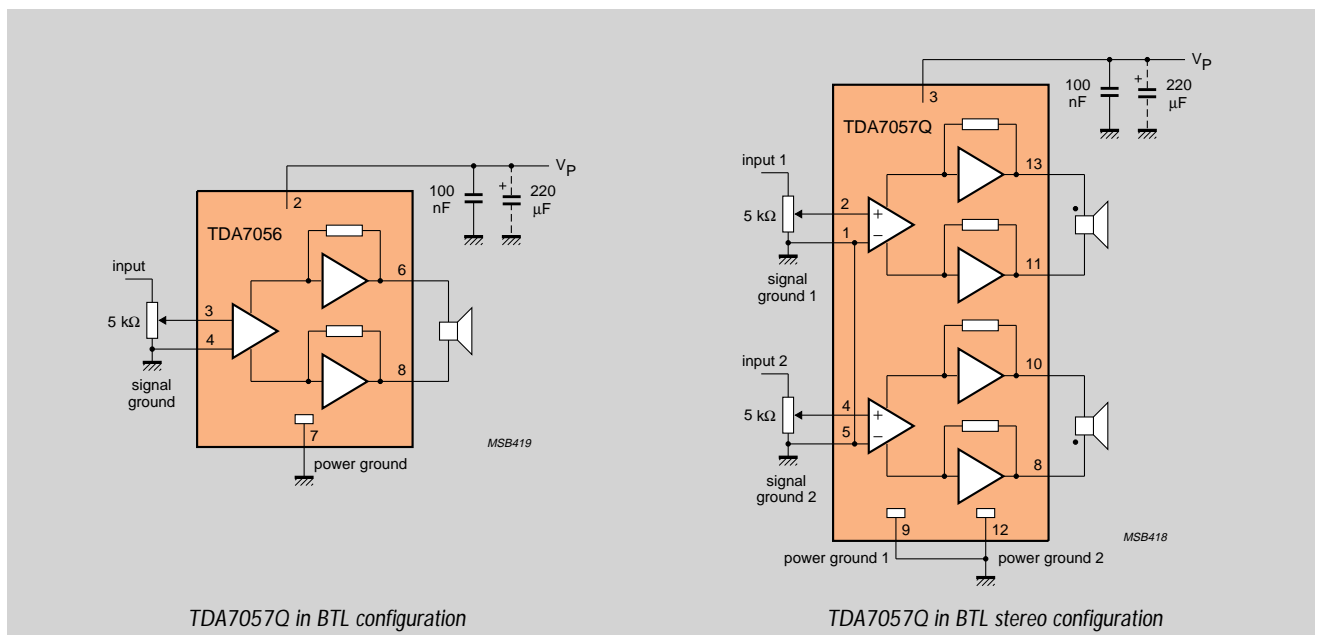 VP
2
100
nF
+
220
µF
TDA7056
input
6
3
5 kΩ
4
8
signal
ground
7
power ground
MSB419
TDA7057Q in BTL configuration
VP
3
100
nF
+
220
µF
TDA7057Q
input 1
13
2
+
5 kΩ
1
−
11
signal
ground 1
input 2
10
4
+
5 kΩ
5
−
8
signal
ground 2
9
12
MSB418
power ground 1
power ground 2
TDA7057Q in BTL stereo configuration